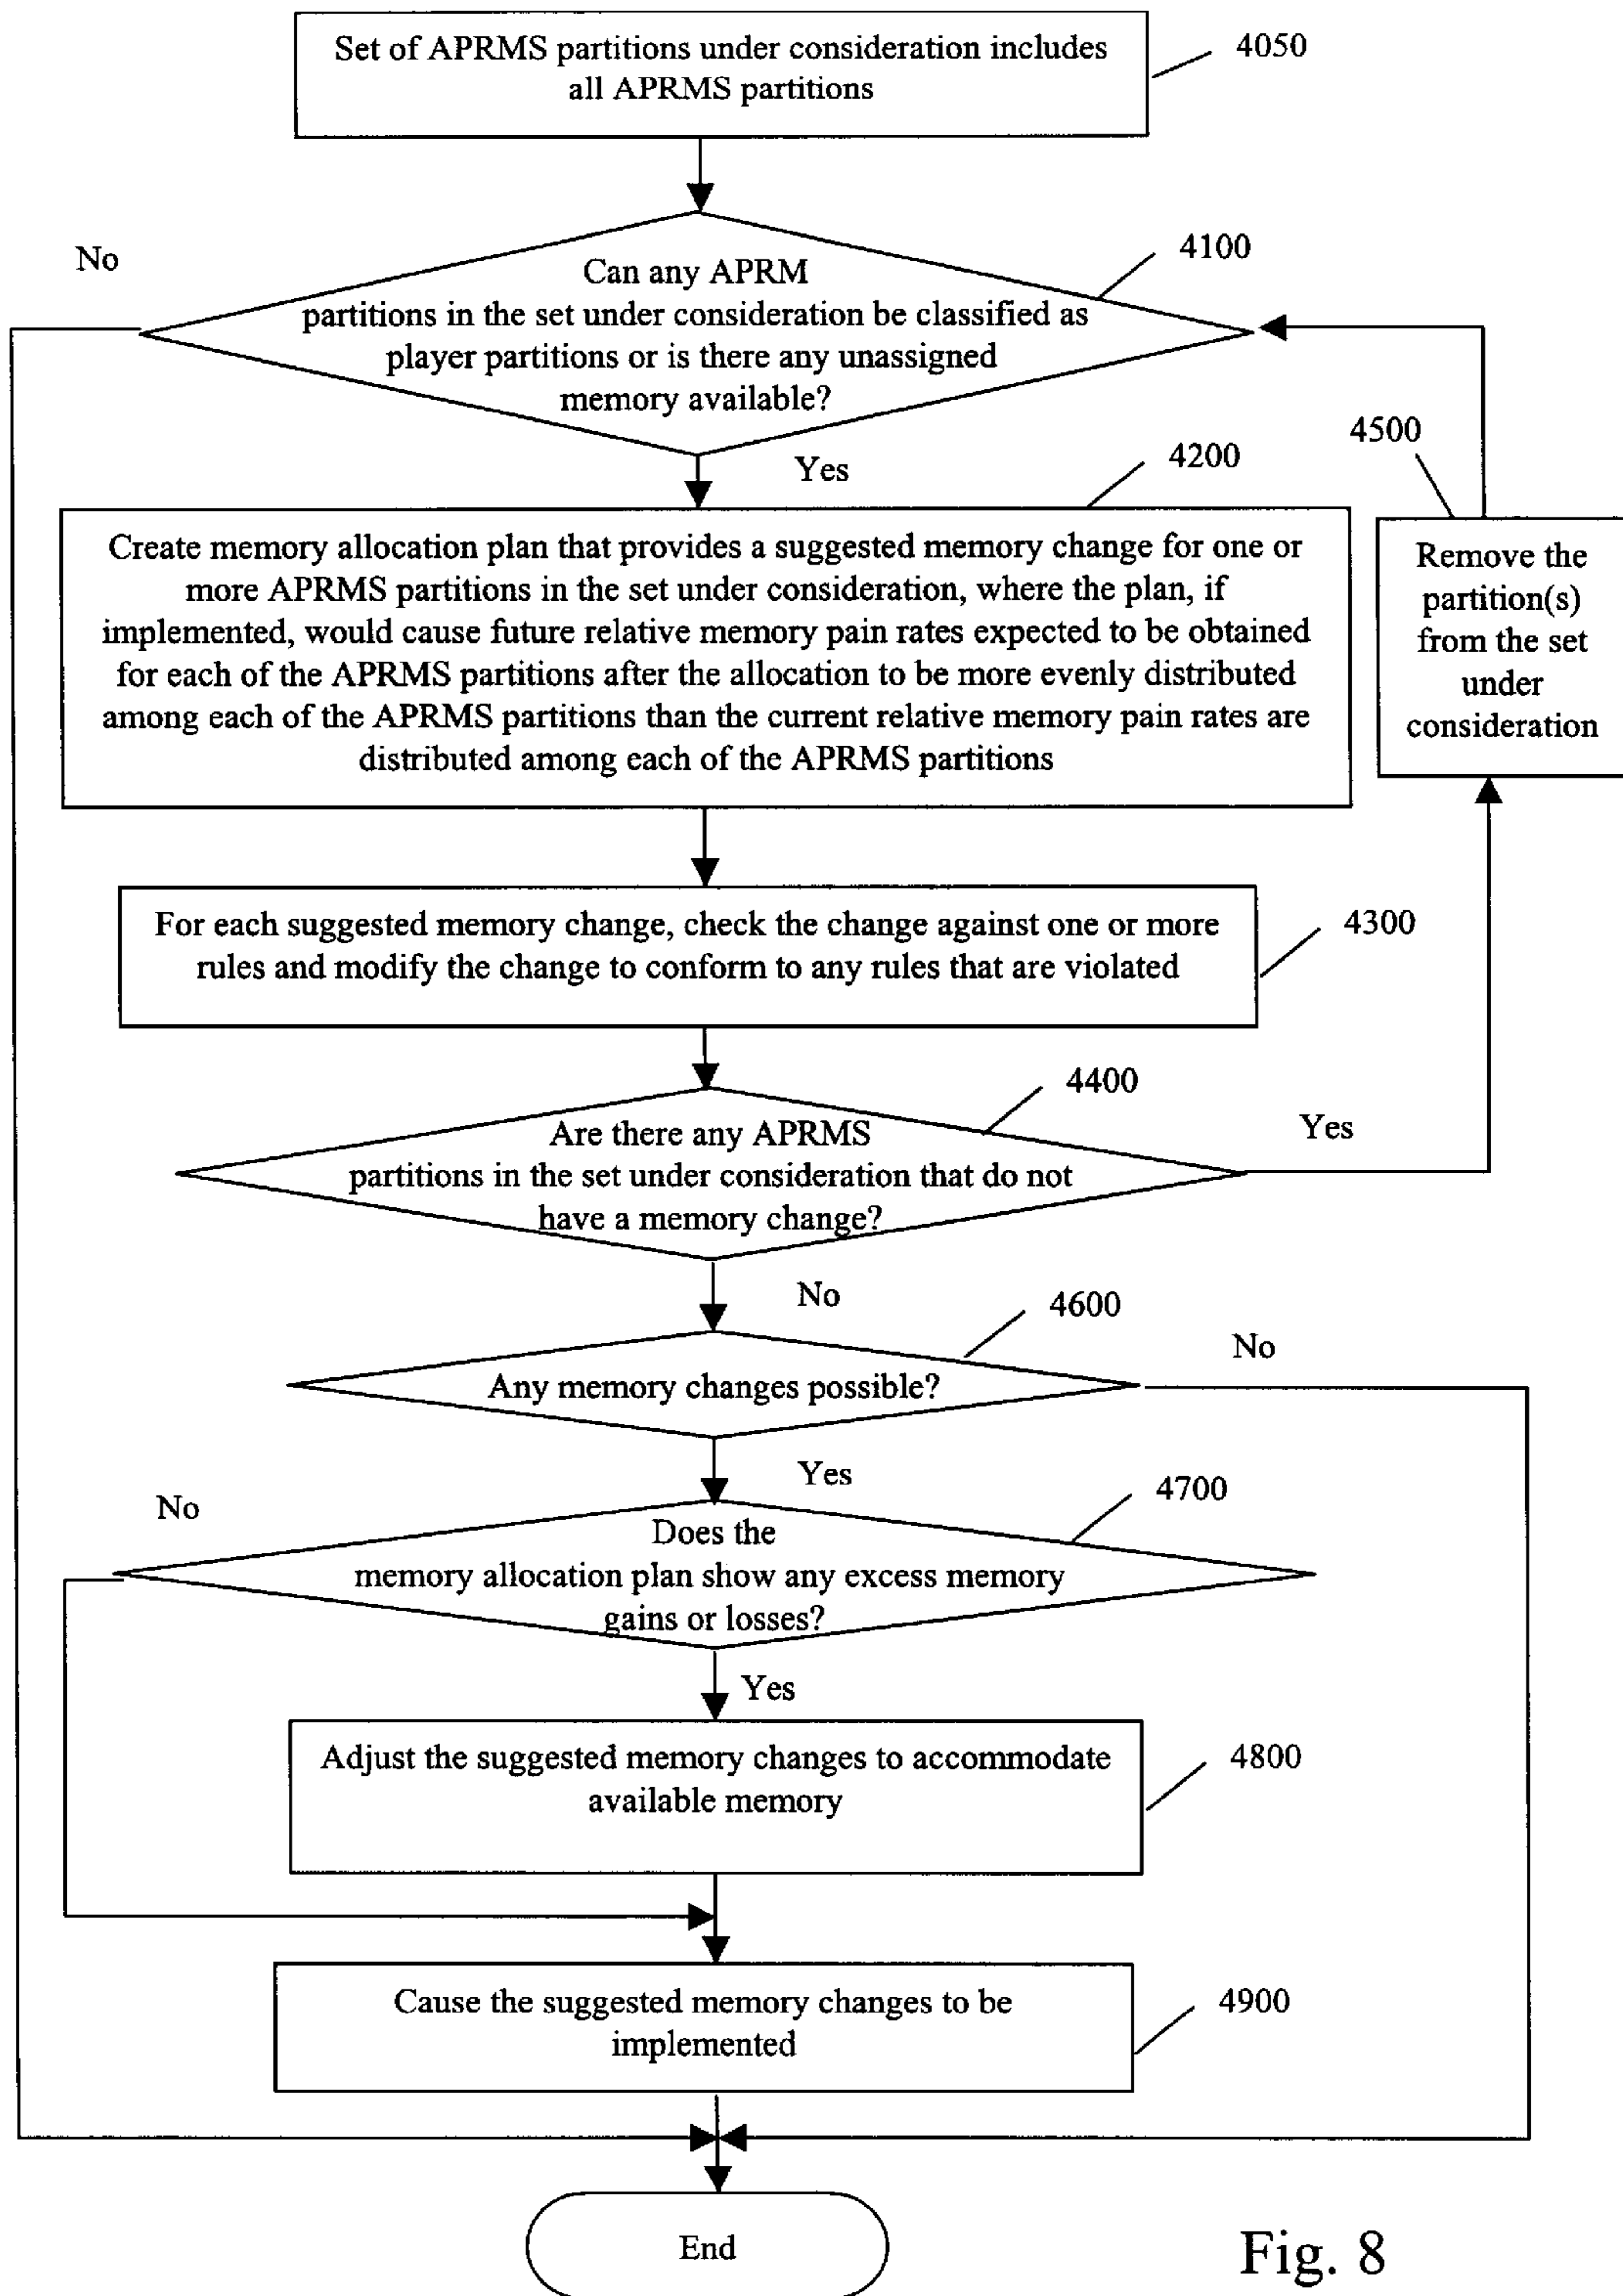 Set of APRMS partitions under consideration includes
all APRMS partitions
4050
No
4100
Can any APRM
partitions in the set under consideration be classified as
player partitions or is there any unassigned
memory available?
Yes
4200
4500
Create memory allocation plan that provides a suggested memory change for one or
more APRMS partitions in the set under consideration, where the plan, if
implemented, would cause future relative memory pain rates expected to be obtained
for each of the APRMS partitions after the allocation to be more evenly distributed
among each of the APRMS partitions than the current relative memory pain rates are
distributed among each of the APRMS partitions
Remove the
partition(s)
from the set
under
consideration
For each suggested memory change, check the change against one or more
rules and modify the change to conform to any rules that are violated
4300
4400
Are there any APRMS
partitions in the set under consideration that do not
have a memory change?
Yes
No
4600
Any memory changes possible?
No
Yes
4700
No
Does the
memory allocation plan show any excess memory
gains or losses?
Yes
Adjust the suggested memory changes to accommodate
available memory
4800
Cause the suggested memory changes to be
implemented
4900
End
Fig. 8